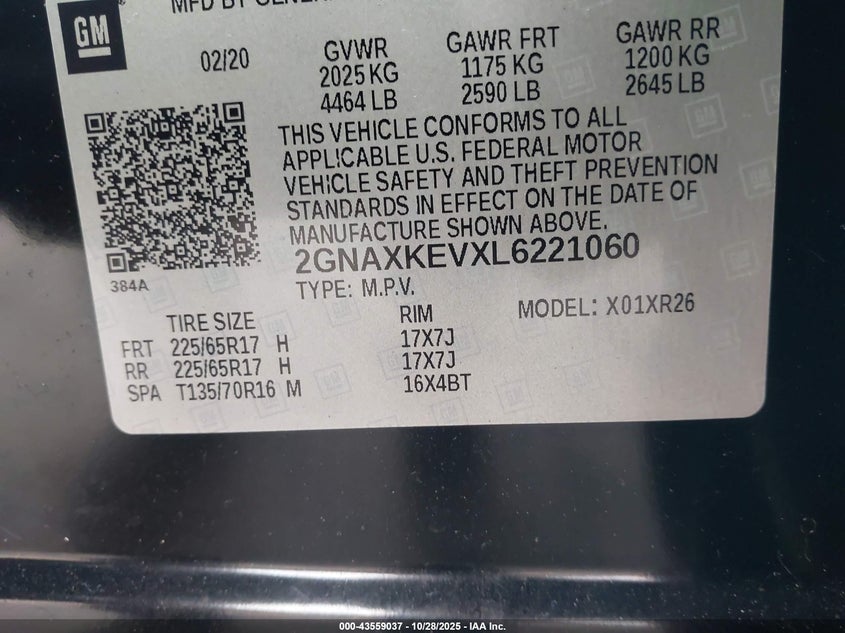 GM
MFD BY GENER
02/20
GVWR
2025 KG
4464 LB
GAWR FRT
1175 KG
2590 LB
GAWR RR
1200 KG
2645 LB
THIS VEHICLE CONFORMS TO ALL
APPLICABLE U.S. FEDERAL MOTOR
VEHICLE SAFETY AND THEFT PREVENTION
STANDARDS IN EFFECT ON THE DATE OF
MANUFACTURE SHOWN ABOVE.
2GNAXKEVXL6221060
384A
TYPE: M.P.V.
MODEL: X01XR26
TIRE SIZE RIM
FRT 225/65R17 H 17X7J
RR 225/65R17 H 17X7J
SPA T135/70R16 M 16X4BT
000-43559037 - 10/28/2025 - IAA Inc.